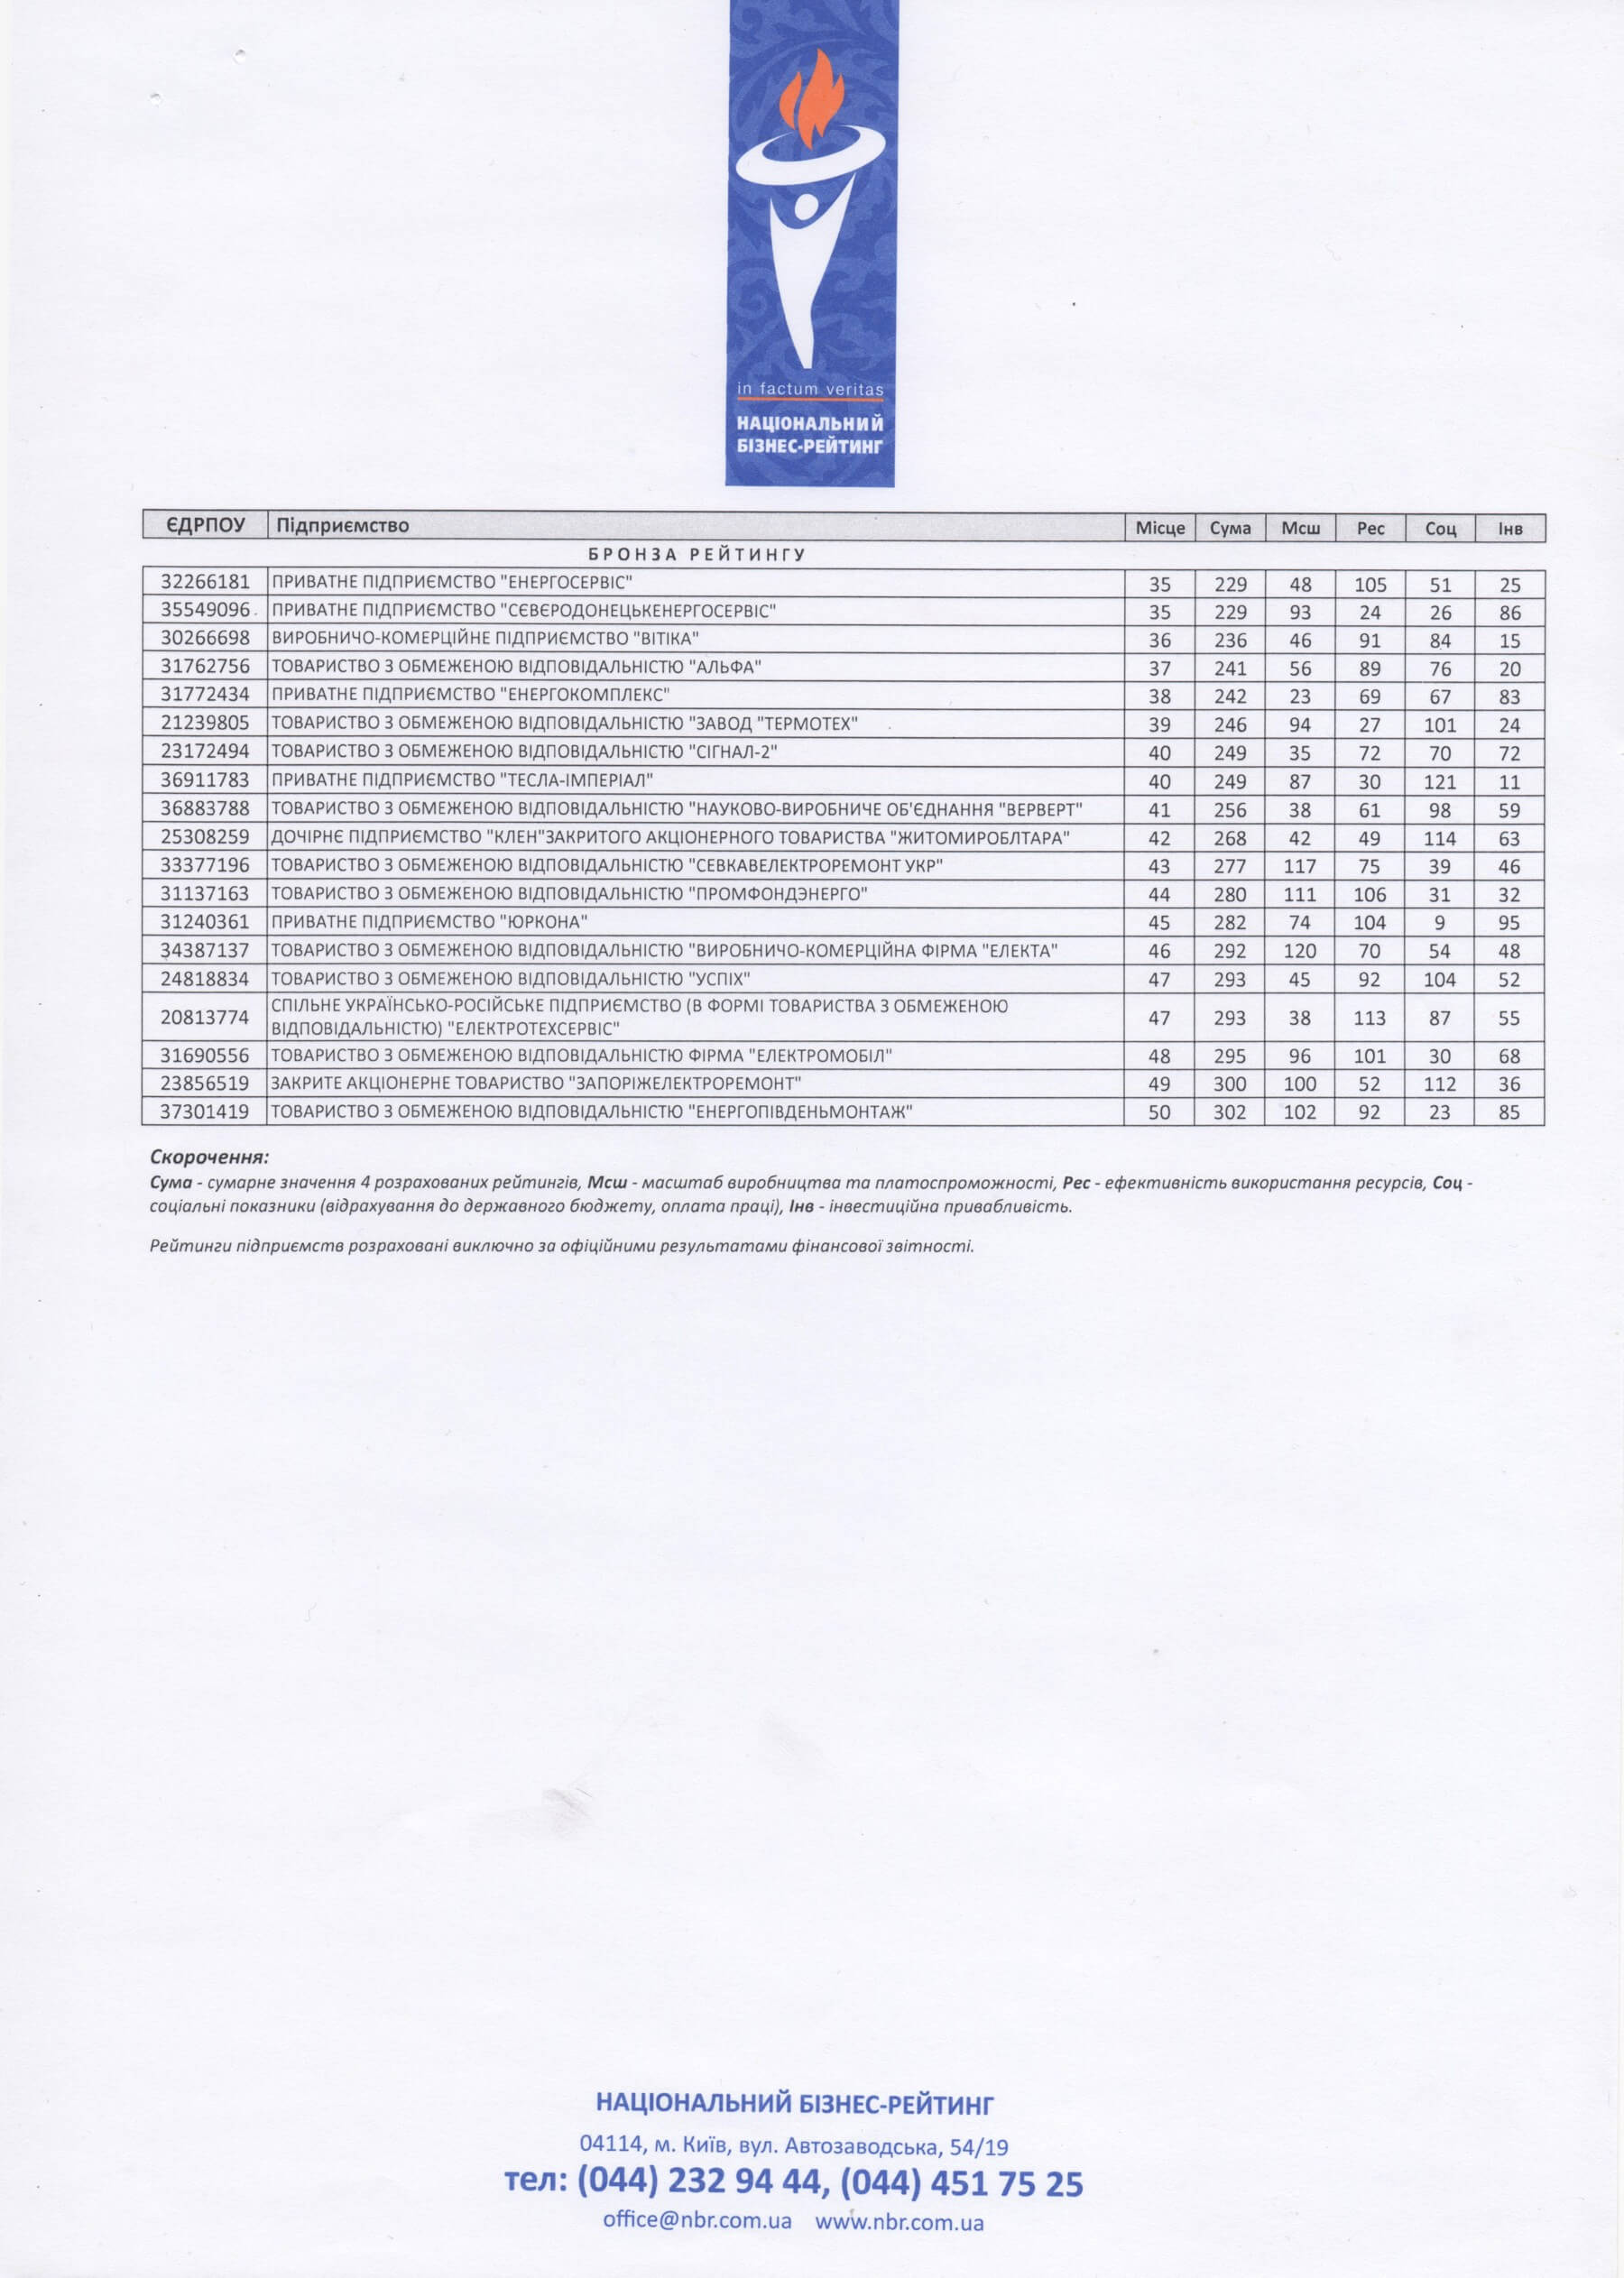 in factum veritas
НАЦІОНАЛЬНИЙ
БІЗНЕС-РЕЙТИНГ
ЄДРПОУ Підприємство Місце Сума Мсш Рес Соц Інв
БРОНЗА РЕЙТИНГУ
32266181 ПРИВАТНЕ ПІДПРИЄМСТВО "ЕНЕРГОСЕРВІС" 35 229 48 105 51 25
35549096 ПРИВАТНЕ ПІДПРИЄМСТВО "СЄВЄРОДОНЕЦЬКЕНЕРГОСЕРВІС" 35 229 93 24 26 86
30266698 ВИРОБНИЧО-КОМЕРЦІЙНЕ ПІДПРИЄМСТВО "ВІТІКА" 36 236 46 91 84 15
31762756 ТОВАРИСТВО З ОБМЕЖЕНОЮ ВІДПОВІДАЛЬНІСТЮ "АЛЬФА" 37 241 56 89 76 20
31772434 ПРИВАТНЕ ПІДПРИЄМСТВО "ЕНЕРГОКОМПЛЕКС" 38 242 23 69 67 83
21239805 ТОВАРИСТВО З ОБМЕЖЕНОЮ ВІДПОВІДАЛЬНІСТЮ "ЗАВОД "ТЕРМОТЕХ" 39 246 94 27 101 24
23172494 ТОВАРИСТВО З ОБМЕЖЕНОЮ ВІДПОВІДАЛЬНІСТЮ "СІГНАЛ-2" 40 249 35 72 70 72
36911783 ПРИВАТНЕ ПІДПРИЄМСТВО "ТЕСЛА-ІМПЕРІАЛ" 40 249 87 30 121 11
36883788 ТОВАРИСТВО З ОБМЕЖЕНОЮ ВІДПОВІДАЛЬНІСТЮ "НАУКОВО-ВИРОБНИЧЕ ОБ'ЄДНАННЯ "ВЕРВЕРТ" 41 256 38 61 98 59
25308259 ДОЧІРНЄ ПІДПРИЄМСТВО "КЛЕН"ЗАКРИТОГО АКЦІОНЕРНОГО ТОВАРИСТВА "ЖИТОМИРОБЛТАРА" 42 268 42 49 114 63
33377196 ТОВАРИСТВО З ОБМЕЖЕНОЮ ВІДПОВІДАЛЬНІСТЮ "СЕВКАВЕЛЕКТРОРЕМОНТ УКР" 43 277 117 75 39 46
31137163 ТОВАРИСТВО З ОБМЕЖЕНОЮ ВІДПОВІДАЛЬНІСТЮ "ПРОМФОНДЭНЕРГО" 44 280 111 106 31 32
31240361 ПРИВАТНЕ ПІДПРИЄМСТВО "ЮРКОНА" 45 282 74 104 9 95
34387137 ТОВАРИСТВО З ОБМЕЖЕНОЮ ВІДПОВІДАЛЬНІСТЮ "ВИРОБНИЧО-КОМЕРЦІЙНА ФІРМА "ЕЛЕКТА" 46 292 120 70 54 48
24818834 ТОВАРИСТВО З ОБМЕЖЕНОЮ ВІДПОВІДАЛЬНІСТЮ "УСПІХ" 47 293 45 92 104 52
20813774 СПІЛЬНЕ УКРАЇНСЬКО-РОСІЙСЬКЕ ПІДПРИЄМСТВО (В ФОРМІ ТОВАРИСТВА З ОБМЕЖЕНОЮ
ВІДПОВІДАЛЬНІСТЮ) "ЕЛЕКТРОТЕХСЕРВІС" 47 293 38 113 87 55
31690556 ТОВАРИСТВО З ОБМЕЖЕНОЮ ВІДПОВІДАЛЬНІСТЮ ФІРМА "ЕЛЕКТРОМОБІЛ" 48 295 96 101 30 68
23856519 ЗАКРИТЕ АКЦІОНЕРНЕ ТОВАРИСТВО "ЗАПОРІЖЕЛЕКТРОРЕМОНТ" 49 300 100 52 112 36
37301419 ТОВАРИСТВО З ОБМЕЖЕНОЮ ВІДПОВІДАЛЬНІСТЮ "ЕНЕРГОПІВДЕНЬМОНТАЖ" 50 302 102 92 23 85
Скорочення:
Сума - сумарне значення 4 розрахованих рейтингів, Мсш - масштаб виробництва та платоспроможності, Рес - ефективність використання ресурсів, Соц -
соціальні показники (відрахування до державного бюджету, оплата праці), Інв - інвестиційна привабливість.
Рейтинги підприємств розраховані виключно за офіційними результатами фінансової звітності.
НАЦІОНАЛЬНИЙ БІЗНЕС-РЕЙТИНГ
04114, м. Київ, вул. Автозаводська, 54/19
тел: (044) 232 94 44, (044) 451 75 25
office@nbr.com.ua www.nbr.com.ua